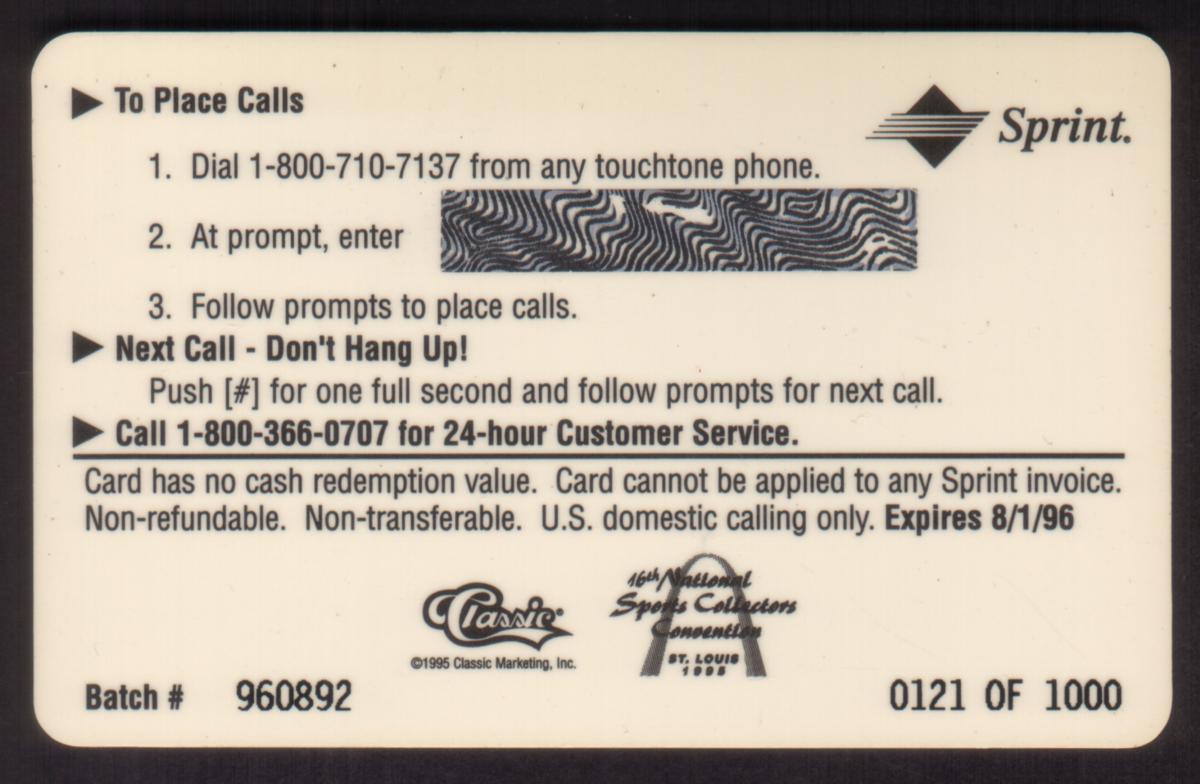 To Place Calls
Sprint.
1. Dial 1-800-710-7137 from any touchtone phone.
2. At prompt, enter
3. Follow prompts to place calls.
Next Call - Don't Hang Up!
Push [#] for one full second and follow prompts for next call.
Call 1-800-366-0707 for 24-hour Customer Service.
Card has no cash redemption value. Card cannot be applied to any Sprint invoice.
Non-refundable. Non-transferable. U.S. domestic calling only. Expires 8/1/96
Classic
©1995 Classic Marketing, Inc.
16th National
Sports Collectors
Convention
ST. LOUIS
1995
Batch # 960892
0121 OF 1000